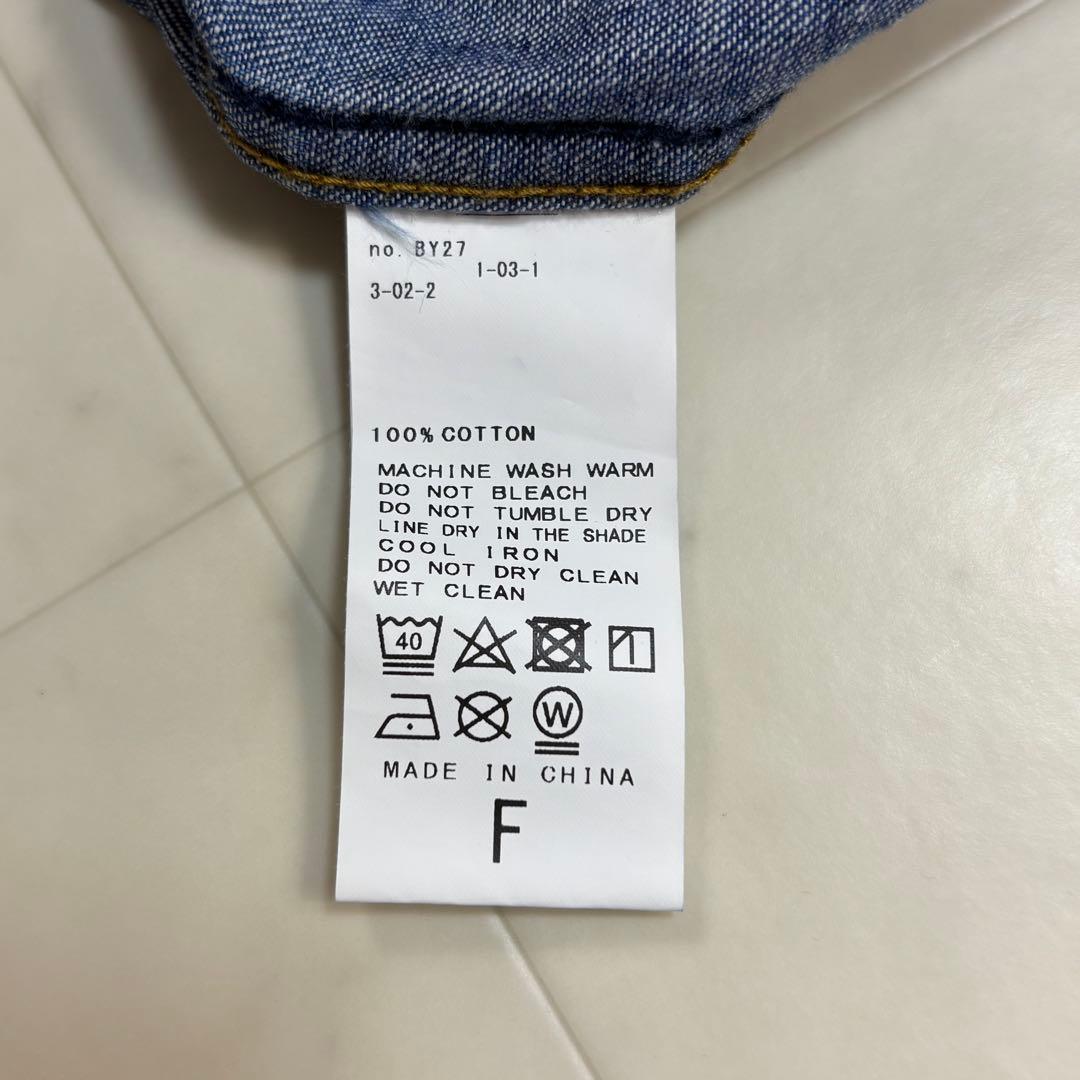 no. BY27
1-03-1
3-02-2
100% COTTON
MACHINE WASH WARM
DO NOT BLEACH
DO NOT TUMBLE DRY
LINE DRY IN THE SHADE
COOL IRON
DO NOT DRY CLEAN
WET CLEAN
40
W
MADE IN CHINA
F